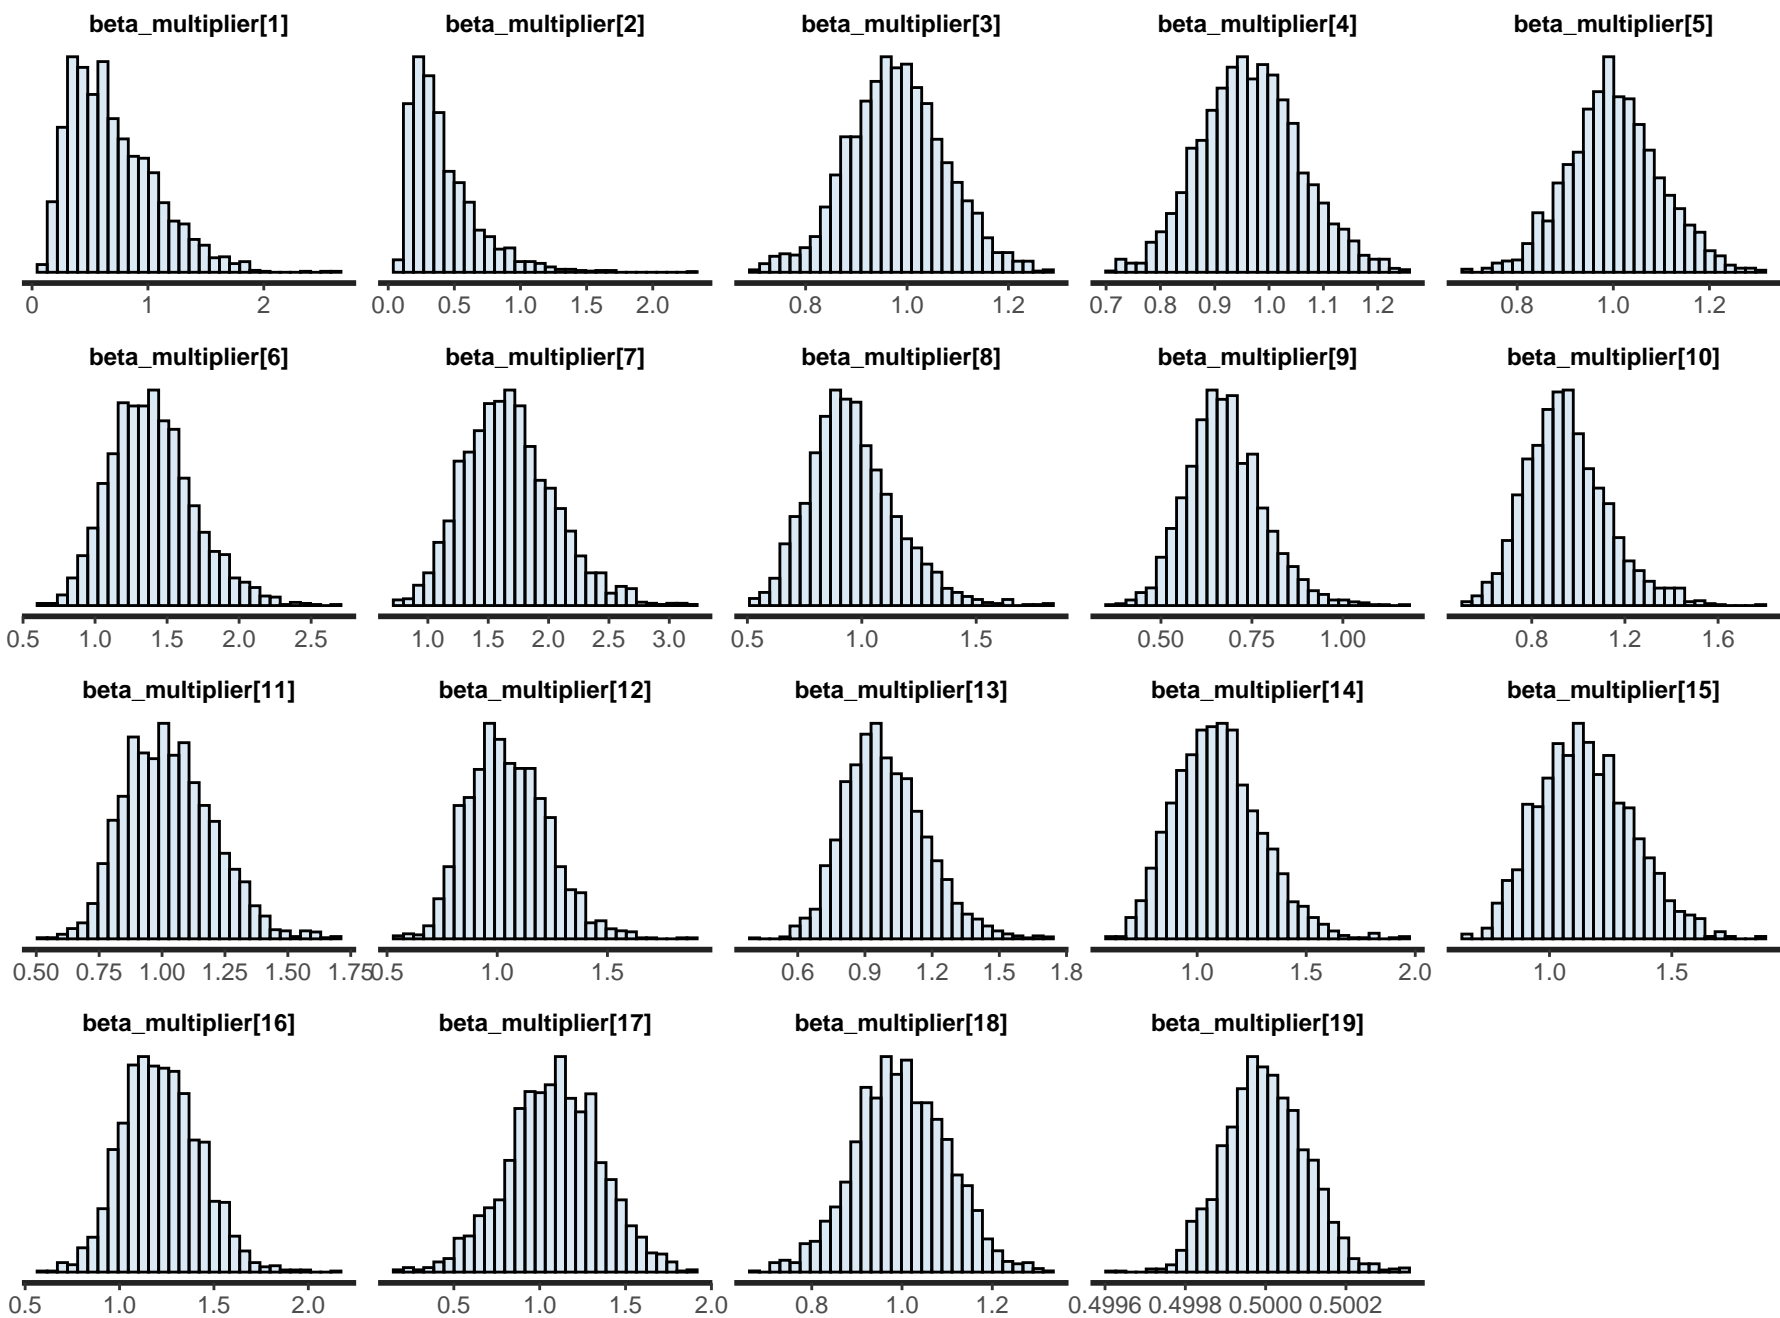 beta_multiplier[1] beta_multiplier[2] beta_multiplier[3] beta_multiplier[4] beta_multiplier[5]
0 1 2 0.0 0.5 1.0 1.5 2.0 0.8 1.0 1.2 0.7 0.8 0.9 1.0 1.1 1.2 0.8 1.0 1.2
beta_multiplier[6] beta_multiplier[7] beta_multiplier[8] beta_multiplier[9] beta_multiplier[10]
0.5 1.0 1.5 2.0 2.5 1.0 1.5 2.0 2.5 3.0 0.5 1.0 1.5 0.50 0.75 1.00 0.8 1.2 1.6
beta_multiplier[11] beta_multiplier[12] beta_multiplier[13] beta_multiplier[14] beta_multiplier[15]
0.50 0.75 1.00 1.25 1.50 1.75 0.5 1.0 1.5 0.6 0.9 1.2 1.5 1.8 1.0 1.5 2.0 1.0 1.5
beta_multiplier[16] beta_multiplier[17] beta_multiplier[18] beta_multiplier[19]
0.5 1.0 1.5 2.0 0.5 1.0 1.5 2.0 0.8 1.0 1.2 0.4996 0.4998 0.5000 0.5002